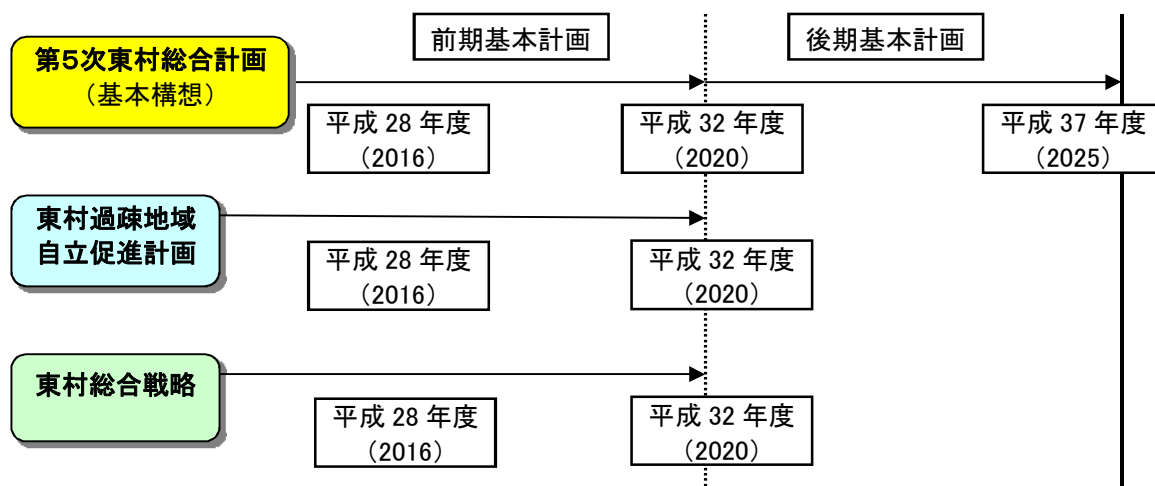 前期基本計画
後期基本計画
第5次東村総合計画
（基本構想）
平成 28 年度
（2016）
平成 32 年度
（2020）
平成 37 年度
（2025）
東村過疎地域
自立促進計画
平成 28 年度
（2016）
平成 32 年度
（2020）
東村総合戦略
平成 28 年度
（2016）
平成 32 年度
（2020）